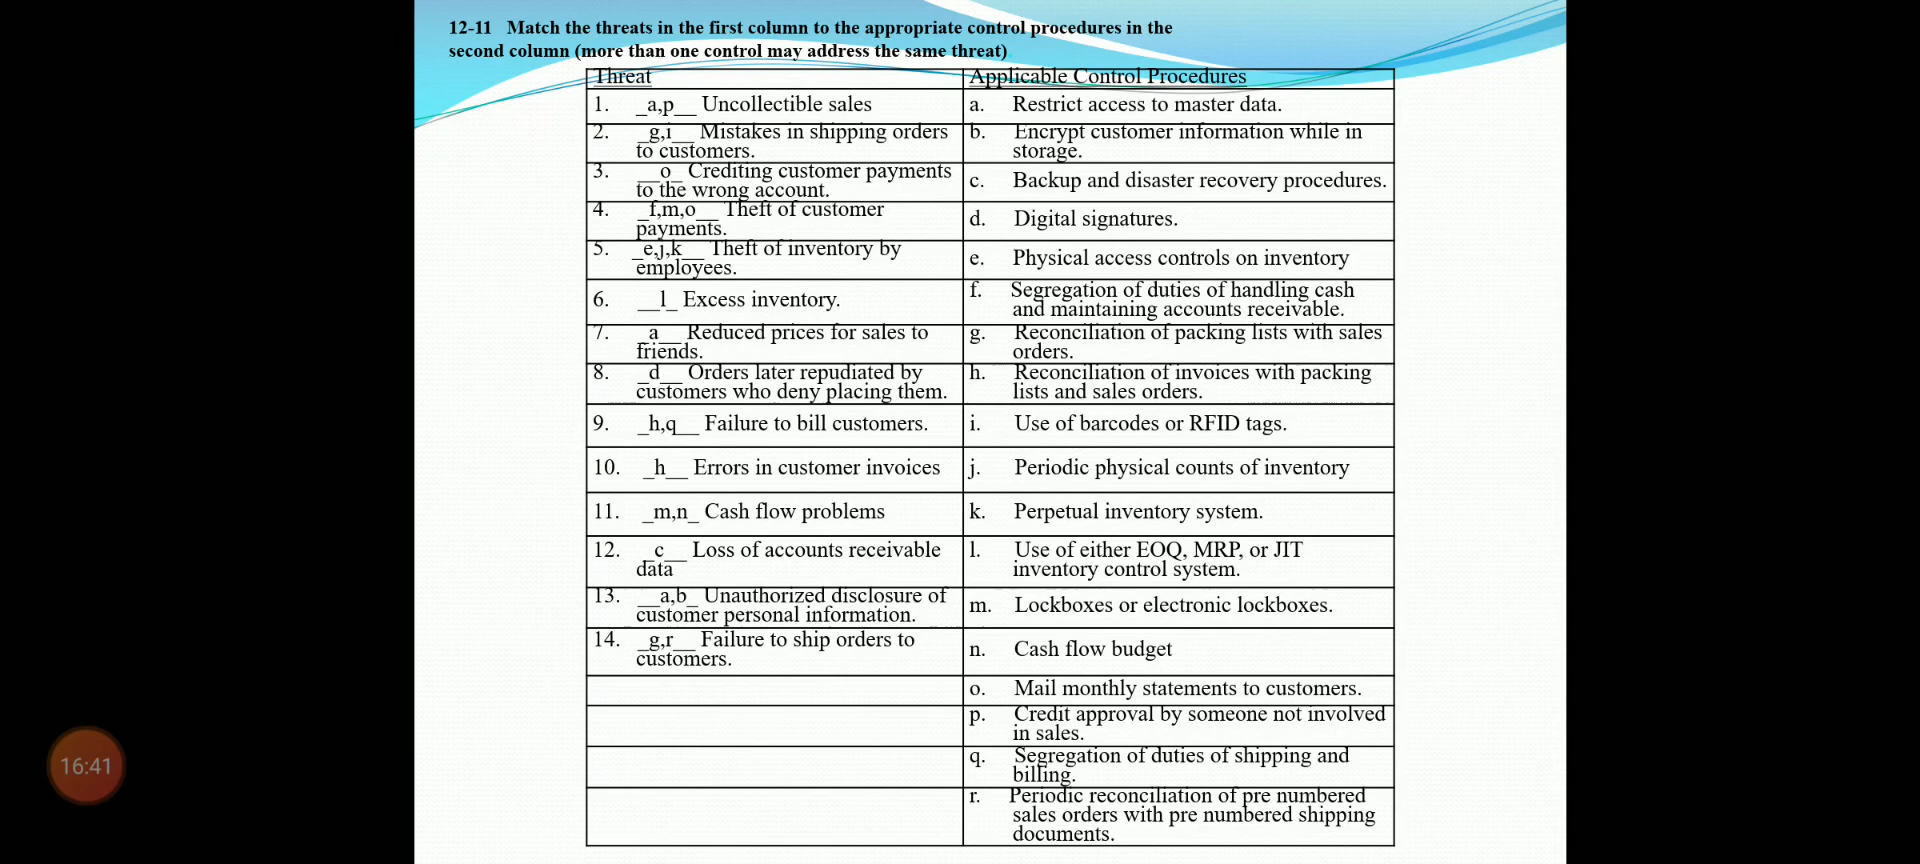 12-11 Match the threats in the first column to the appropriate control procedures in the
second column (more than one control may address the same threat)
Threat
Applicable Control Procedures
1. _a,p__ Uncollectible sales
a. Restrict access to master data.
2. _g,i__ Mistakes in shipping orders
to customers.
b. Encrypt customer information while in
storage.
3. __o_ Crediting customer payments
to the wrong account.
c. Backup and disaster recovery procedures.
4. _f,m,o__ Theft of customer
payments.
d. Digital signatures.
5. _e,j,k__ Theft of inventory by
employees.
e. Physical access controls on inventory
6. __l_ Excess inventory.
f. Segregation of duties of handling cash
and maintaining accounts receivable.
7. _a__ Reduced prices for sales to
friends.
g. Reconciliation of packing lists with sales
orders.
8. _d__ Orders later repudiated by
customers who deny placing them.
h. Reconciliation of invoices with packing
lists and sales orders.
9. _h,q__ Failure to bill customers.
i. Use of barcodes or RFID tags.
10. _h__ Errors in customer invoices
j. Periodic physical counts of inventory
11. _m,n_ Cash flow problems
k. Perpetual inventory system.
12. _c__ Loss of accounts receivable
data
l. Use of either EOQ, MRP, or JIT
inventory control system.
13. __a,b_ Unauthorized disclosure of
customer personal information.
m. Lockboxes or electronic lockboxes.
14. _g,r__ Failure to ship orders to
customers.
n. Cash flow budget
o. Mail monthly statements to customers.
p. Credit approval by someone not involved
in sales.
q. Segregation of duties of shipping and
billing.
r. Periodic reconciliation of pre numbered
sales orders with pre numbered shipping
documents.
16:41